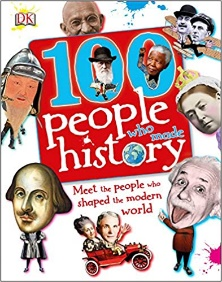 DK
100
people
who made
history
Meet the people who
shaped the modern
world